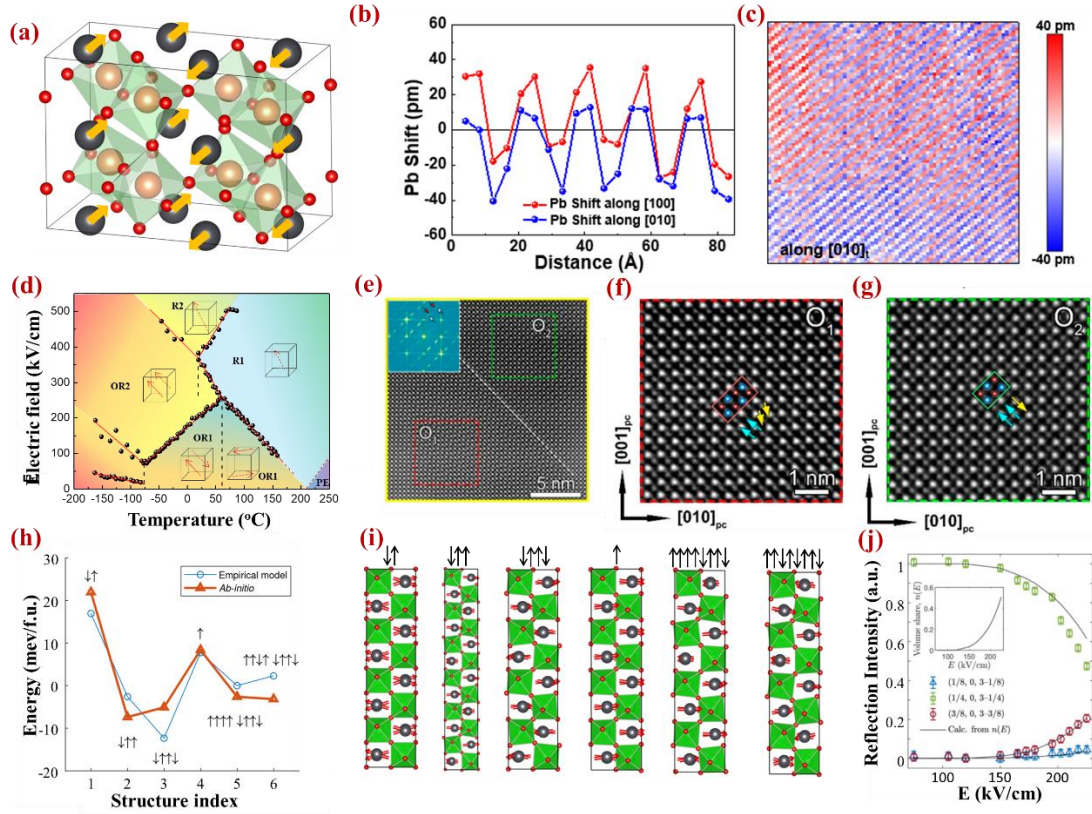 (a)
(b)
Pb Shift (pm)
60
40
20
0
-20
-40
-60
Pb Shift along [100]
Pb Shift along [010]
0 20 40 60 80
Distance (Å)
(c)
along [010]t
40 pm
-40 pm
(d)
Electric field (kV/cm)
500
400
300
200
100
0
R2
R1
OR2
OR1
OR1
PE
-200 -150 -100 -50 0 50 100 150 200 250
Temperature (°C)
(e)
O2
O
5 nm
(f)
O1
[001]pc
[010]pc
1 nm
(g)
O2
[001]pc
[010]pc
1 nm
(h)
Energy (mev/f.u.)
30
20
10
0
-10
-20
Empirical model
Ab-initio
↓↑
↓↑↑
↓↑↑↓
↑
↑↑↑↑ ↓↑↑↓
↑↑↓↑ ↓↑↑↓
1 2 3 4 5 6
Structure index
(i)
↓↑ ↓↑↑ ↓↑↑↓ ↑ ↑↑↑↑↓↑↑↓ ↑↑↓↑↓↑↑↓
(j)
Reflection Intensity (a.u.)
1
0.8
0.6
0.4
0.2
0
Volume share, n(E)
0.6
0.4
0.2
0
100 150 200
E (kV/cm)
(1/8, 0, 3-1/8)
(1/4, 0, 3-1/4)
(3/8, 0, 3-3/8)
Calc. from n(E)
100 150 200
E (kV/cm)